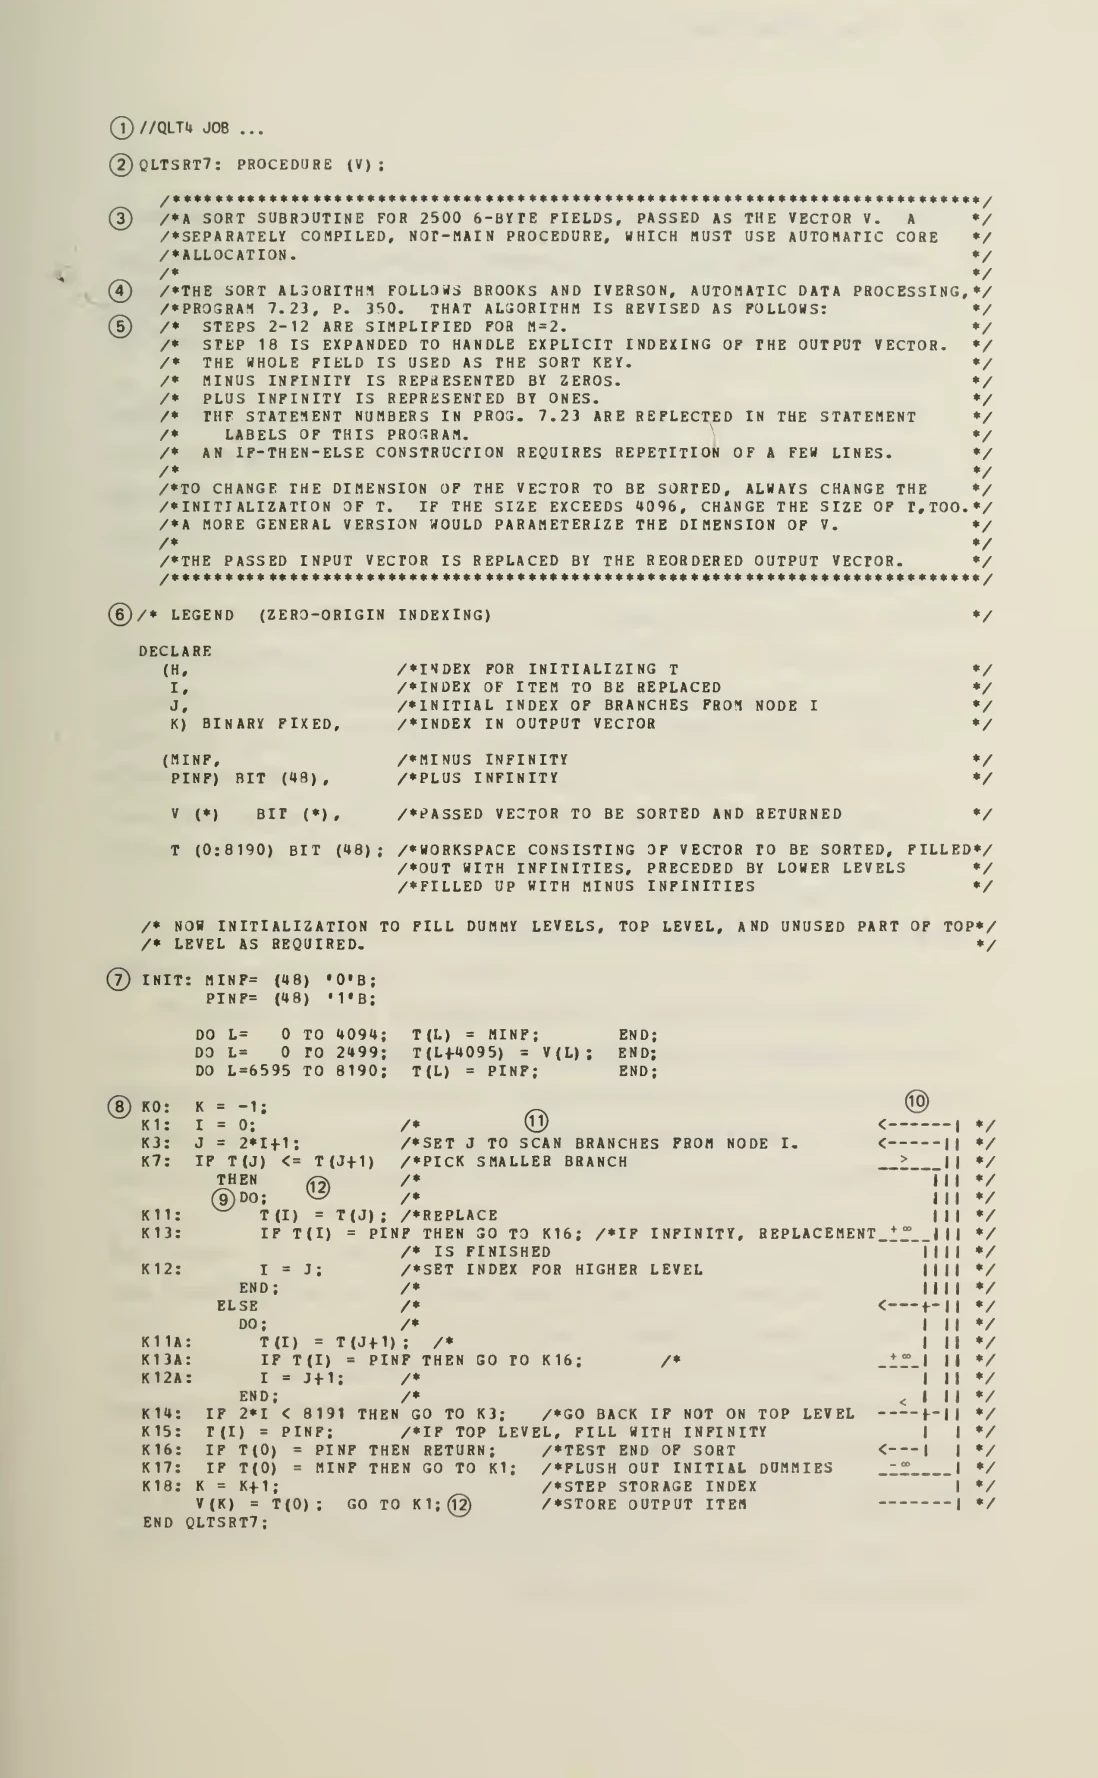 ① //QLT4 JOB ...
② QLTSRT7: PROCEDURE (V);
/***************************************************************************/
③ /*A SORT SUBROUTINE FOR 2500 6-BYTE FIELDS, PASSED AS THE VECTOR V. A */
/*SEPARATELY COMPILED, NOT-MAIN PROCEDURE, WHICH MUST USE AUTOMATIC CORE */
/*ALLOCATION. */
/* */
④ /*THE SORT ALGORITHM FOLLOWS BROOKS AND IVERSON, AUTOMATIC DATA PROCESSING,*/
/*PROGRAM 7.23, P. 350. THAT ALGORITHM IS REVISED AS FOLLOWS: */
⑤ /* STEPS 2-12 ARE SIMPLIFIED FOR M=2. */
/* STEP 18 IS EXPANDED TO HANDLE EXPLICIT INDEXING OF THE OUTPUT VECTOR. */
/* THE WHOLE FIELD IS USED AS THE SORT KEY. */
/* MINUS INFINITY IS REPRESENTED BY ZEROS. */
/* PLUS INFINITY IS REPRESENTED BY ONES. */
/* THE STATEMENT NUMBERS IN PROG. 7.23 ARE REFLECTED IN THE STATEMENT */
/* LABELS OF THIS PROGRAM. */
/* AN IF-THEN-ELSE CONSTRUCTION REQUIRES REPETITION OF A FEW LINES. */
/* */
/*TO CHANGE THE DIMENSION OF THE VECTOR TO BE SORTED, ALWAYS CHANGE THE */
/*INITIALIZATION OF T. IF THE SIZE EXCEEDS 4096, CHANGE THE SIZE OF T,TOO.*/
/*A MORE GENERAL VERSION WOULD PARAMETERIZE THE DIMENSION OF V. */
/* */
/*THE PASSED INPUT VECTOR IS REPLACED BY THE REORDERED OUTPUT VECTOR. */
/***************************************************************************/
⑥ /* LEGEND (ZERO-ORIGIN INDEXING) */
DECLARE
(H, /*INDEX FOR INITIALIZING T */
I, /*INDEX OF ITEM TO BE REPLACED */
J, /*INITIAL INDEX OF BRANCHES FROM NODE I */
K) BINARY FIXED, /*INDEX IN OUTPUT VECTOR */
(MINF, /*MINUS INFINITY */
PINF) BIT (48), /*PLUS INFINITY */
V (*) BIT (*), /*PASSED VECTOR TO BE SORTED AND RETURNED */
T (0:8190) BIT (48); /*WORKSPACE CONSISTING OF VECTOR TO BE SORTED, FILLED*/
/*OUT WITH INFINITIES, PRECEDED BY LOWER LEVELS */
/*FILLED UP WITH MINUS INFINITIES */
/* NOW INITIALIZATION TO FILL DUMMY LEVELS, TOP LEVEL, AND UNUSED PART OF TOP*/
/* LEVEL AS REQUIRED. */
⑦ INIT: MINF= (48) '0'B;
PINF= (48) '1'B;
DO L= 0 TO 4094; T(L) = MINF; END;
DO L= 0 TO 2499; T(L+4095) = V(L); END;
DO L=6595 TO 8190; T(L) = PINF; END;
⑧ K0: K = -1; ⑩
K1: I = 0; /* ⑪ <------| */
K3: J = 2*I+1; /*SET J TO SCAN BRANCHES FROM NODE I. <-----|| */
K7: IF T(J) <= T(J+1) /*PICK SMALLER BRANCH __>___|| */
THEN ⑫ /* ||| */
⑨ DO; /* ||| */
K11: T(I) = T(J); /*REPLACE ||| */
K13: IF T(I) = PINF THEN GO TO K16; /*IF INFINITY, REPLACEMENT_+∞__||| */
/* IS FINISHED |||| */
K12: I = J; /*SET INDEX FOR HIGHER LEVEL |||| */
END; /* |||| */
ELSE /* <---+-|| */
DO; /* | || */
K11A: T(I) = T(J+1); /* | || */
K13A: IF T(I) = PINF THEN GO TO K16; /* _+∞_| || */
K12A: I = J+1; /* | || */
END; /* < | || */
K14: IF 2*I < 8191 THEN GO TO K3; /*GO BACK IF NOT ON TOP LEVEL ----+-|| */
K15: T(I) = PINF; /*IF TOP LEVEL, FILL WITH INFINITY | | */
K16: IF T(0) = PINF THEN RETURN; /*TEST END OF SORT <---| | */
K17: IF T(0) = MINF THEN GO TO K1; /*FLUSH OUT INITIAL DUMMIES _-∞____| */
K18: K = K+1; /*STEP STORAGE INDEX | */
V(K) = T(0); GO TO K1; ⑫ /*STORE OUTPUT ITEM -------| */
END QLTSRT7;